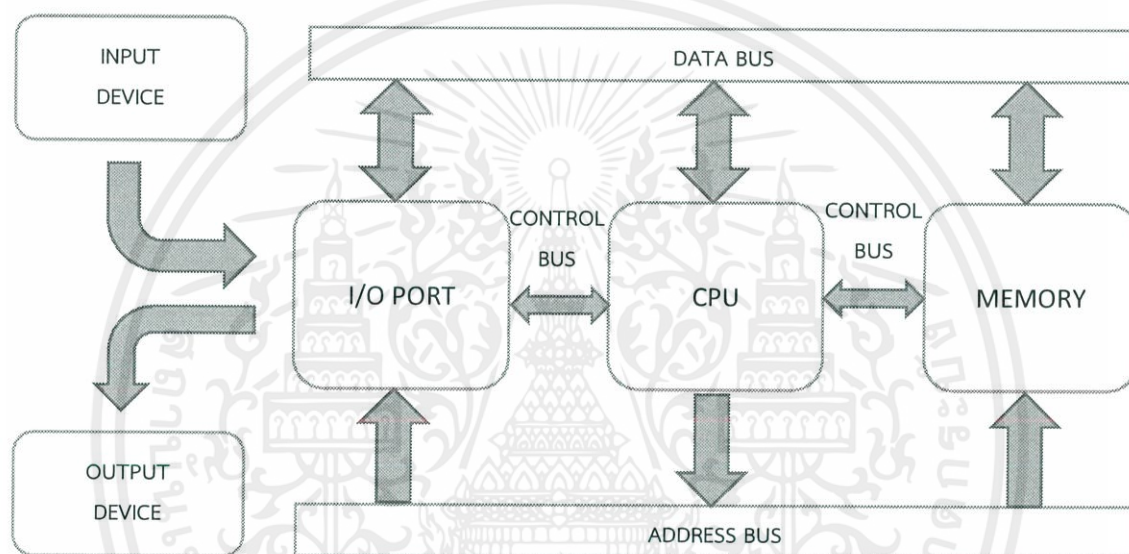 INPUT
DEVICE
DATA BUS
CONTROL
BUS
CONTROL
BUS
I/O PORT
CPU
MEMORY
OUTPUT
DEVICE
ADDRESS BUS